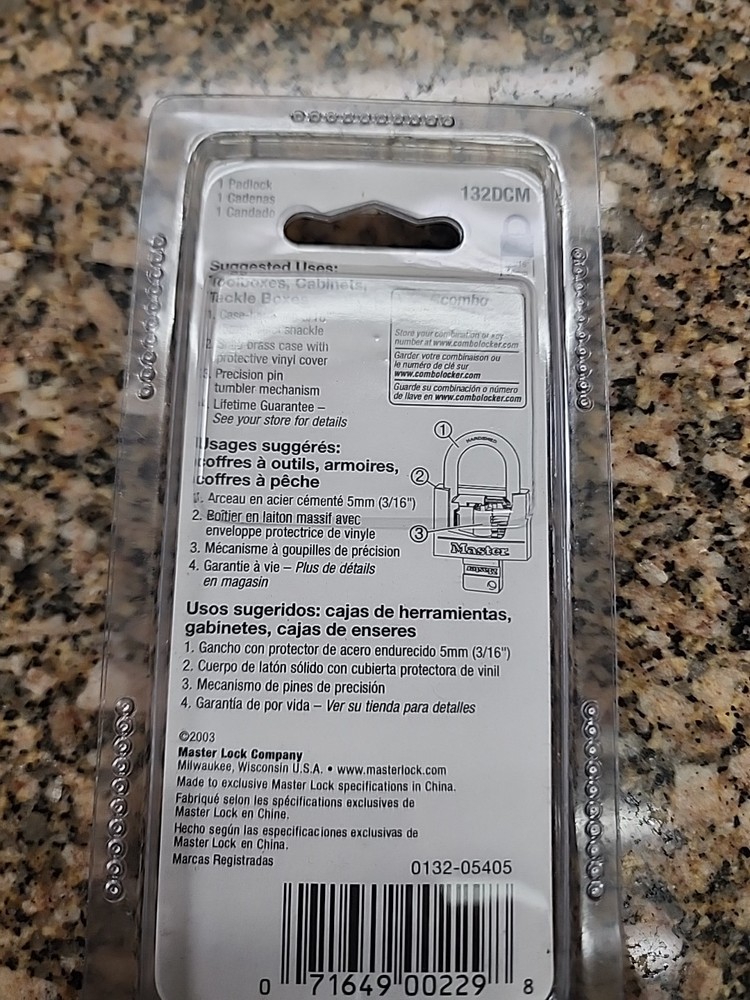 1 Padlock
1 Cadenas
1 Candado
132DCM
Suggested Uses:
Toolboxes, Cabinets,
Tackle Boxes
combo
Store your combination or key
number at www.combolocker.com
Garder votre combinaison ou
le numéro de clé sur
www.combolocker.com
Guarde su combinación o número
de llave en www.combolocker.com
1.
brass case with
protective vinyl cover
3. Precision pin
tumbler mechanism
4. Lifetime Guarantee –
See your store for details
Usages suggérés:
coffres à outils, armoires,
coffres à pêche
1. Arceau en acier cémenté 5mm (3/16")
2. Boîtier en laiton massif avec
enveloppe protectrice de vinyle
3. Mécanisme à goupilles de précision
4. Garantie à vie – Plus de détails
en magasin
1
HARDENED
2
3
Master
Master
Usos sugeridos: cajas de herramientas,
gabinetes, cajas de enseres
1. Gancho con protector de acero endurecido 5mm (3/16")
2. Cuerpo de latón sólido con cubierta protectora de vinil
3. Mecanismo de pines de precisión
4. Garantía de por vida – Ver su tienda para detalles
©2003
Master Lock Company
Milwaukee, Wisconsin U.S.A. • www.masterlock.com
Made to exclusive Master Lock specifications in China.
Fabriqué selon les spécifications exclusives de
Master Lock en Chine.
Hecho según las especificaciones exclusivas de
Master Lock en China.
Marcas Registradas
0132-05405
0 71649 00229 8